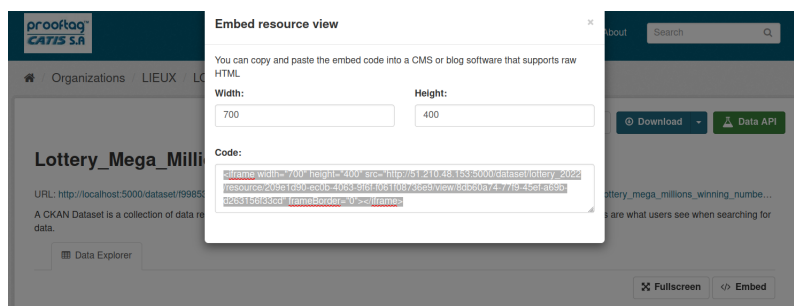 prooftag™
CATIS S.A
Embed resource view
×
About
Search
You can copy and paste the embed code into a CMS or blog software that supports raw
HTML
Organizations / LIEUX / LO
Width:
Height:
700
400
Download
Data API
Code:
Lottery_Mega_Milli
<iframe width="700" height="400" src="http://51.210.48.153:5000/dataset/lottery_2022
/resource/209e1d90-ec0b-4063-9f6f-f061f08736e9/view/8db60a74-77f9-45ef-a69b-
d263156f33cd" frameBorder="0"></iframe>
URL: http://localhost:5000/dataset/f9985
ottery_mega_millions_winning_numbe...
A CKAN Dataset is a collection of data re
s are what users see when searching for
data.
Data Explorer
Fullscreen
</> Embed